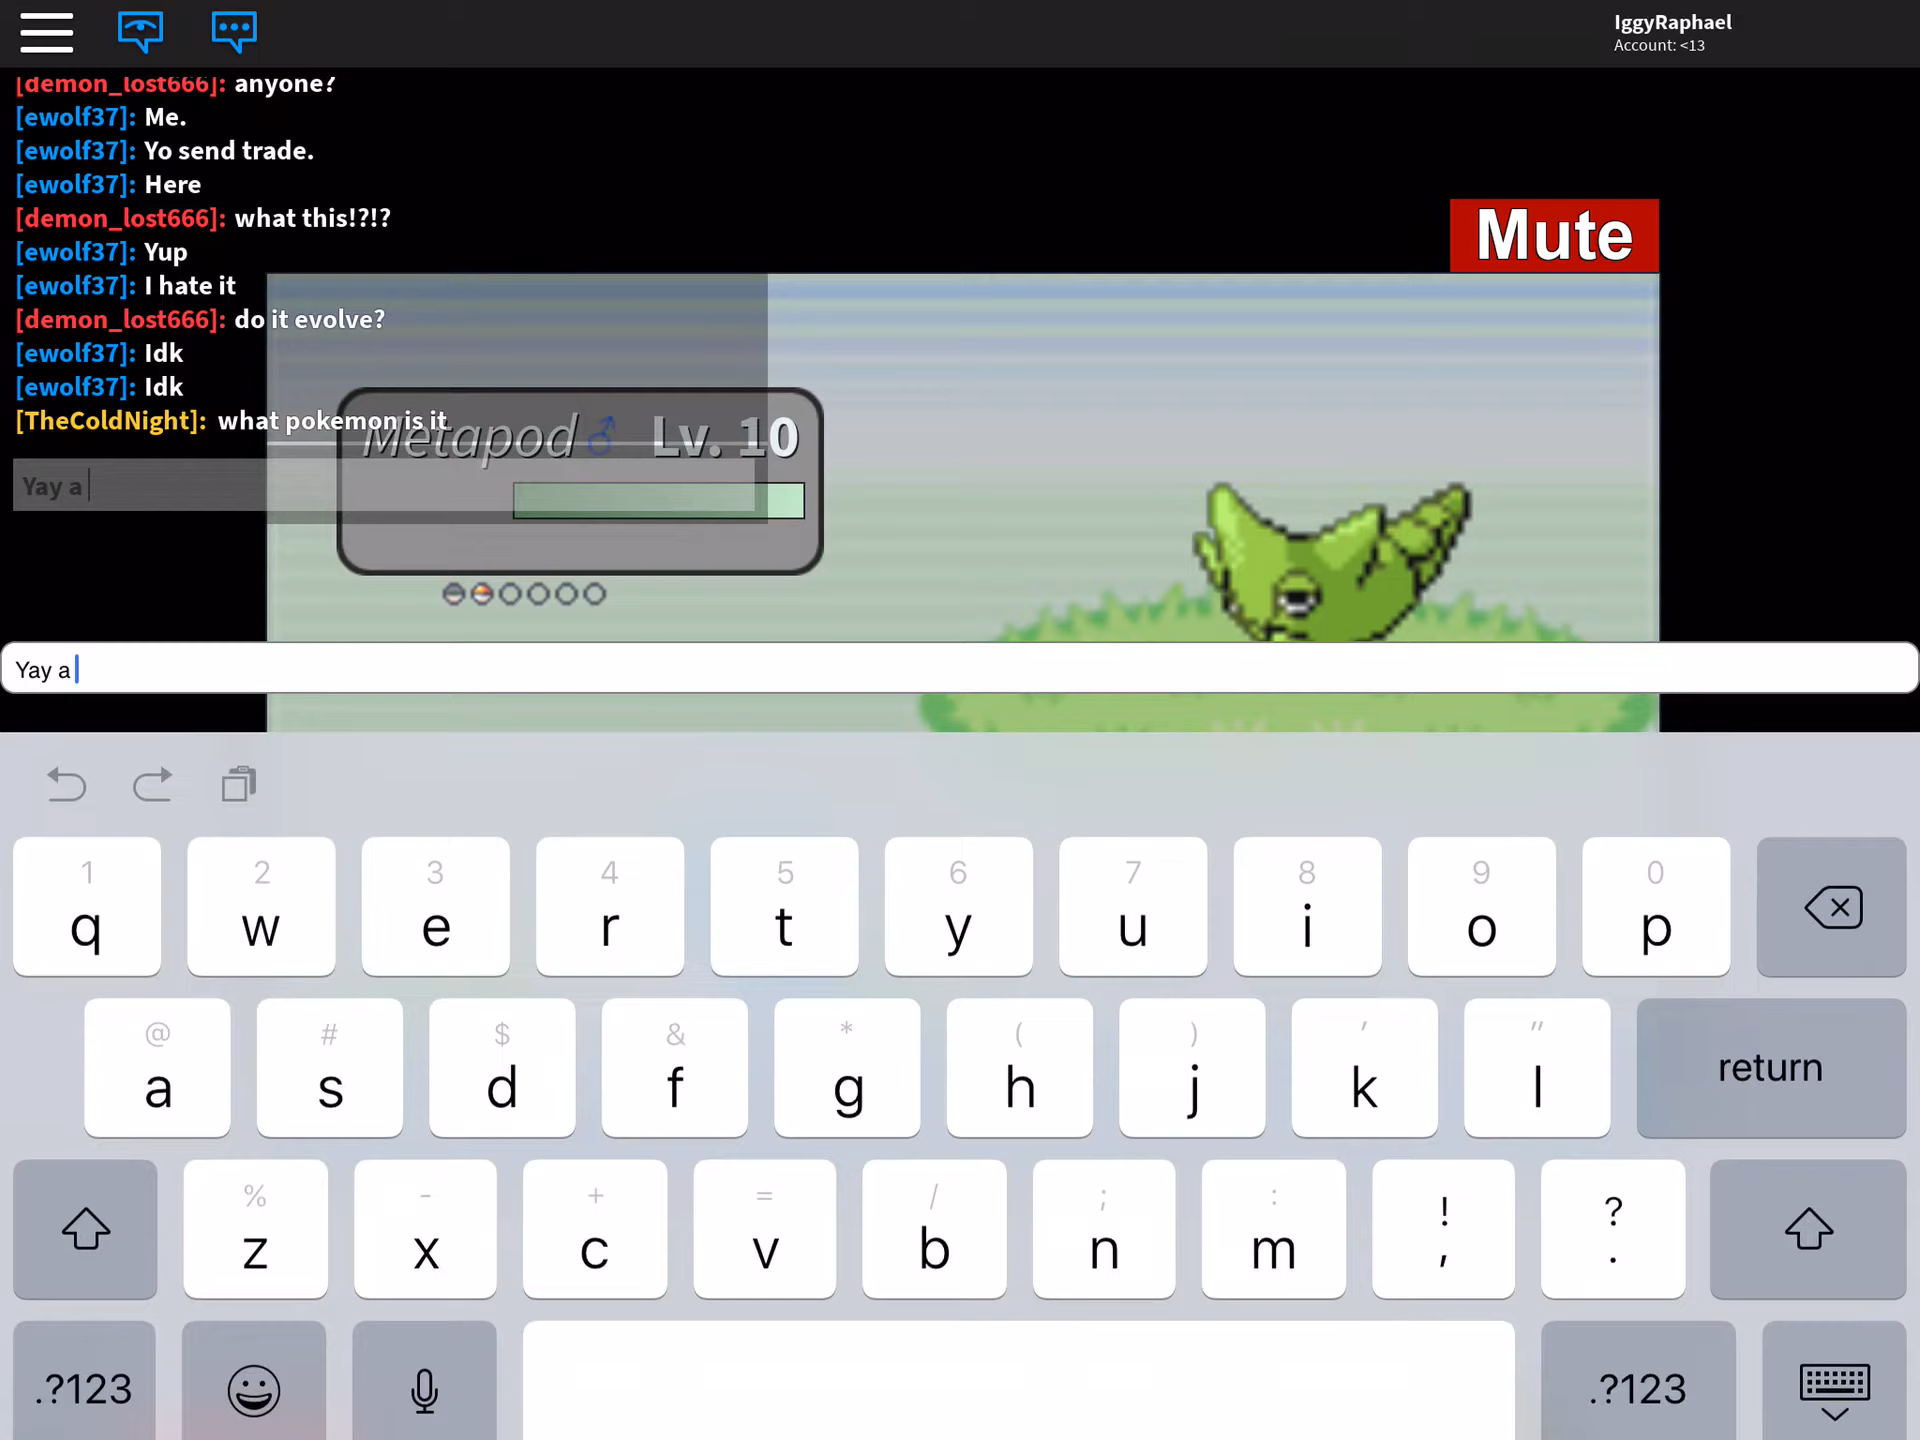 IggyRaphael
Account: <13
[demon_lost666]: anyone?
[ewolf37]: Me.
[ewolf37]: Yo send trade.
[ewolf37]: Here
[demon_lost666]: what this!?!?
[ewolf37]: Yup
[ewolf37]: I hate it
[demon_lost666]: do it evolve?
[ewolf37]: Idk
[ewolf37]: Idk
[TheColdNight]: what pokemon is it
Mute
Metapod♂ Lv. 10
Yay a
Yay a
1 2 3 4 5 6 7 8 9 0
q w e r t y u i o p
@ # $ & * ( ) ' "
a s d f g h j k l return
% - + = / ; : ! ?
z x c v b n m , .
.?123 .?123